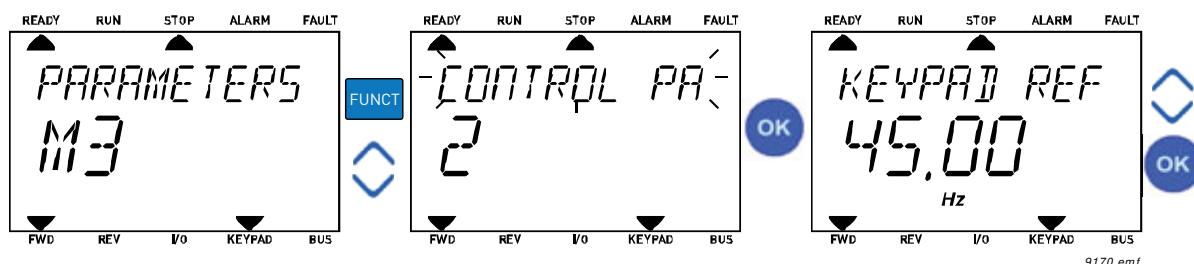 READY RUN STOP ALARM FAULT
PARAMETERS
M3
FWD REV I/O KEYPAD BUS
FUNCT
READY RUN STOP ALARM FAULT
CONTROL PA
2
FWD REV I/O KEYPAD BUS
OK
READY RUN STOP ALARM FAULT
KEYPAD REF
45.00
Hz
FWD REV I/O KEYPAD BUS
OK
9170.emf